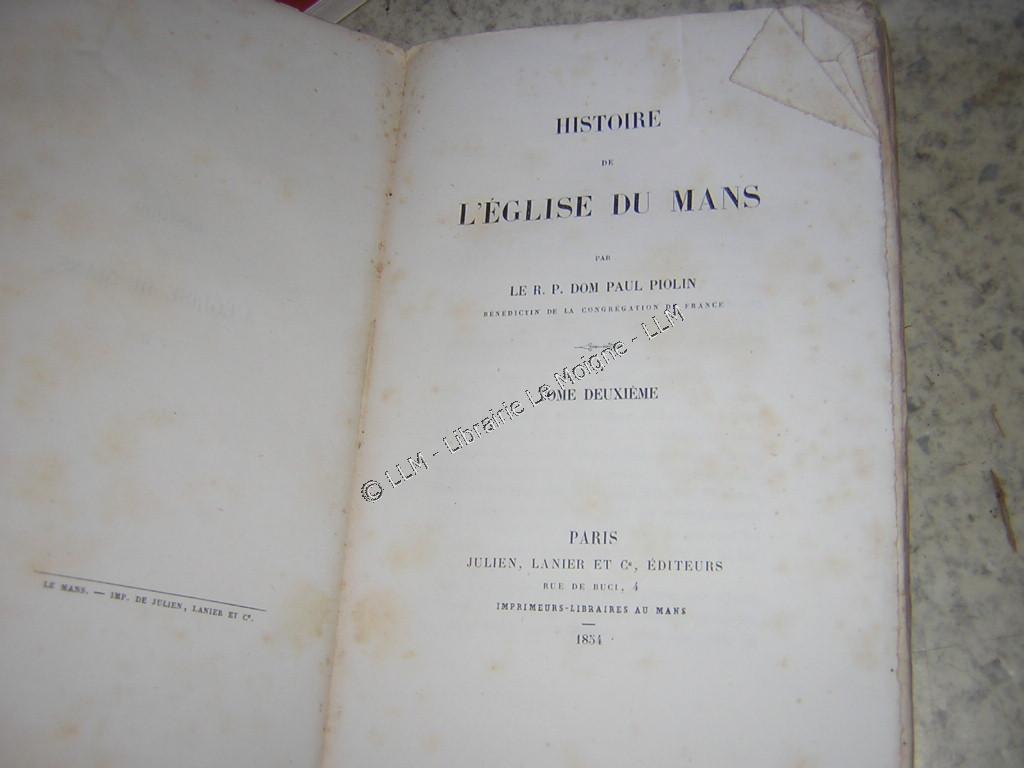 LE MANS. — IMP. DE JULIEN, LANIER ET Cᵉ.
HISTOIRE
DE
L'ÉGLISE DU MANS
PAR
LE R. P. DOM PAUL PIOLIN
BÉNÉDICTIN DE LA CONGRÉGATION DE FRANCE
TOME DEUXIÈME
PARIS
JULIEN, LANIER ET Cᵉ, ÉDITEURS
RUE DE BUCI, 4
IMPRIMEURS-LIBRAIRES AU MANS
1854
© LLM - Librairie Le Moigne - LLM